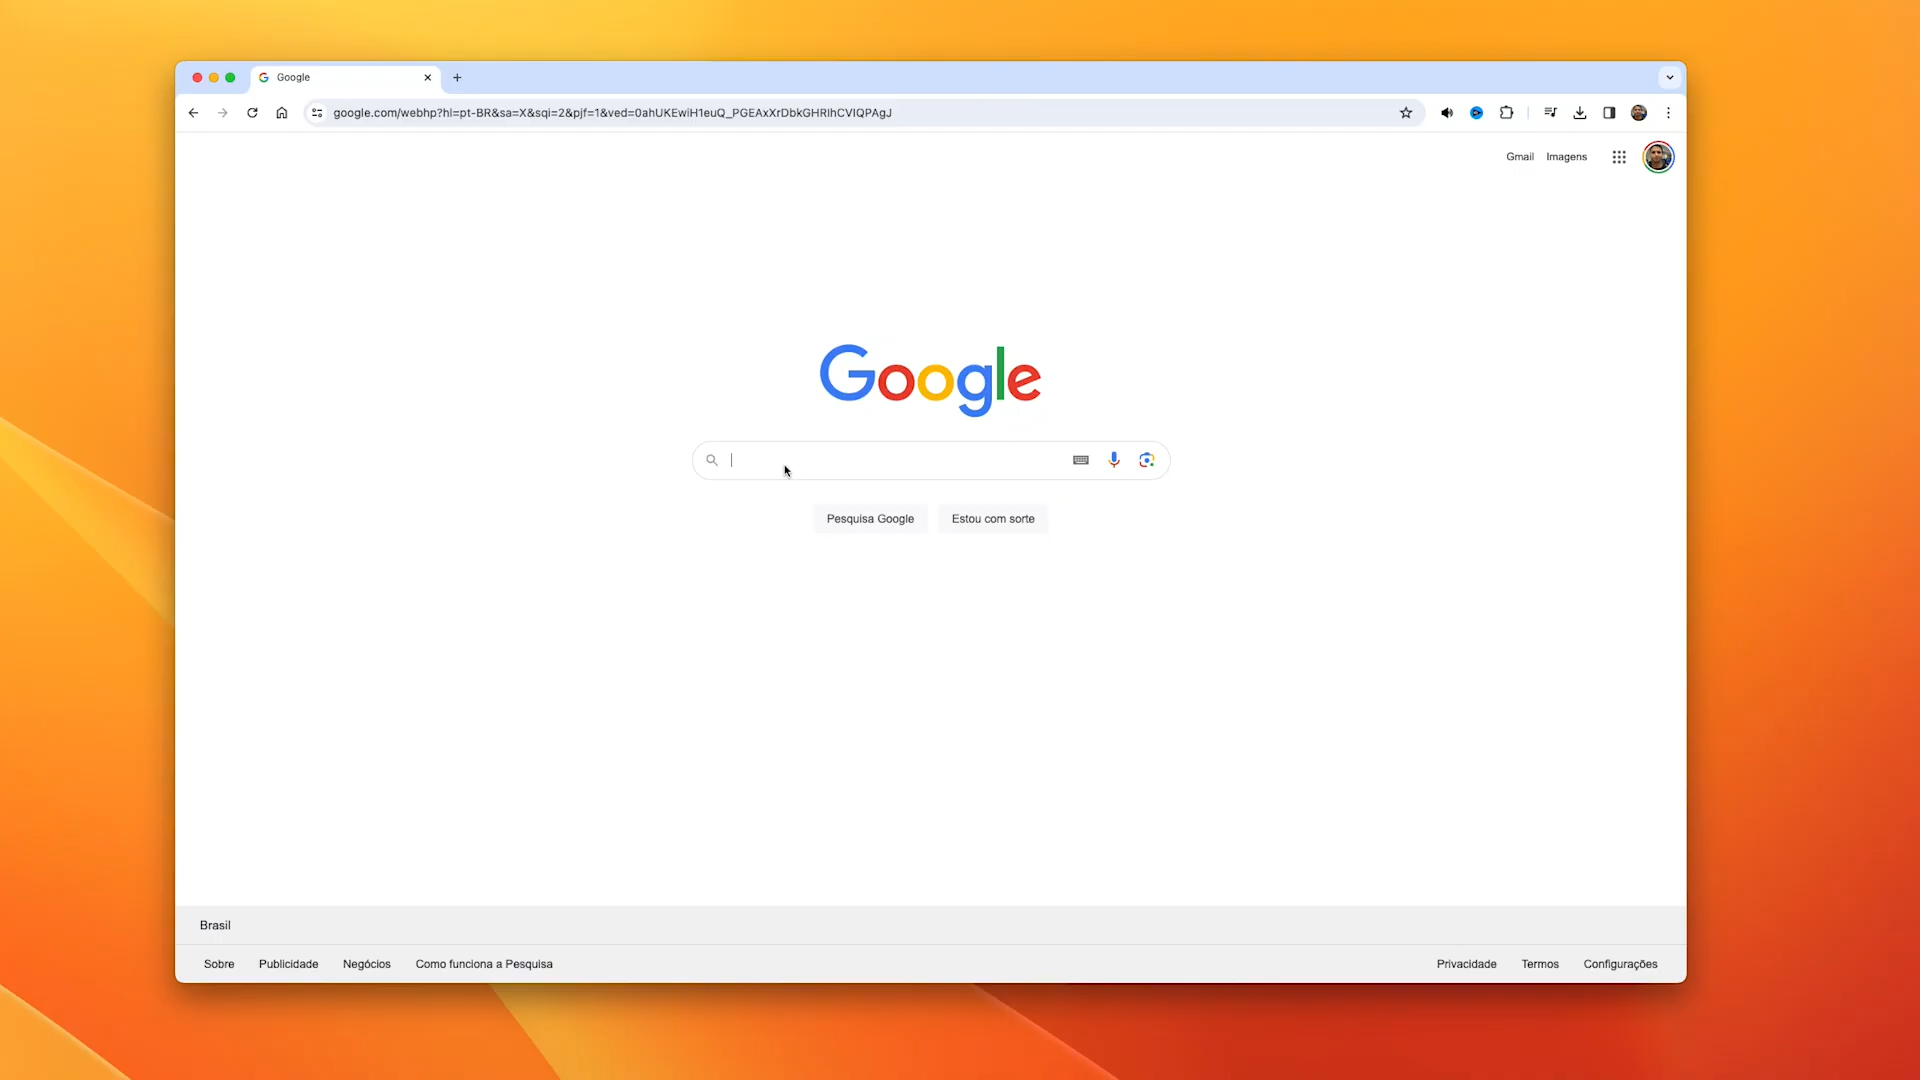 Google
google.com/webhp?hl=pt-BR&sa=X&sqi=2&pjf=1&ved=0ahUKEwiH1euQ_PGEAxXrDbkGHRlhCVIQPAgJ
Gmail Imagens
Google
Pesquisa Google Estou com sorte
Brasil
Sobre Publicidade Negócios Como funciona a Pesquisa Privacidade Termos Configurações